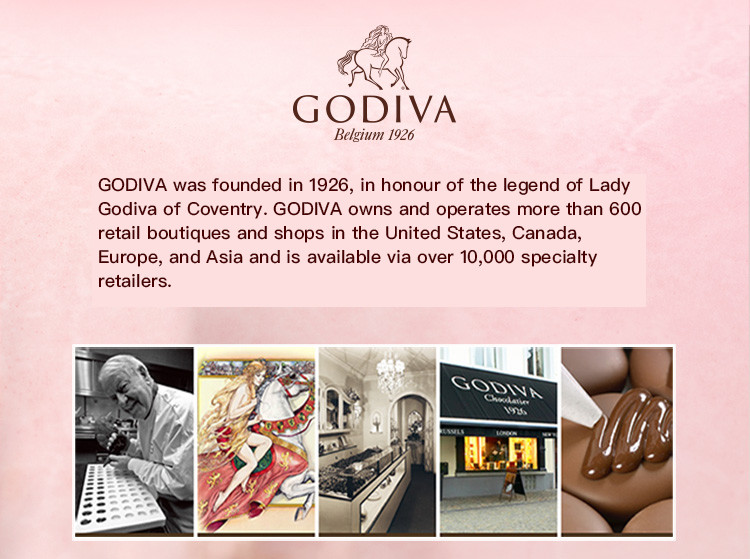 GODIVA
Belgium 1926
GODIVA was founded in 1926, in honour of the legend of Lady
Godiva of Coventry. GODIVA owns and operates more than 600
retail boutiques and shops in the United States, Canada,
Europe, and Asia and is available via over 10,000 specialty
retailers.
GODIVA
Chocolatier
1926
RUSSELS LONDON NEW Y